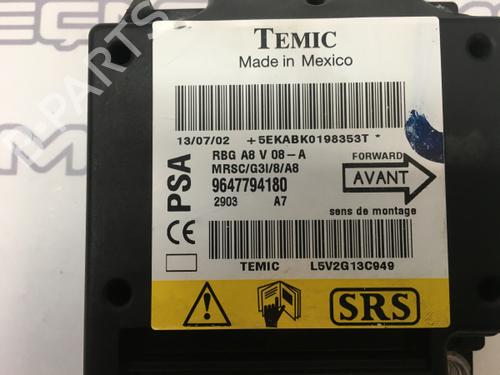 TEMIC
Made in Mexico
13/07/02 +5EKABK0198353T *
RBG A8 V 08-A
MRSC/G3I/8/A8
9647794180
2903 A7
PSA
CE
FORWARD
AVANT
sens de montage
TEMIC L5V2G13C949
SRS
PARTS